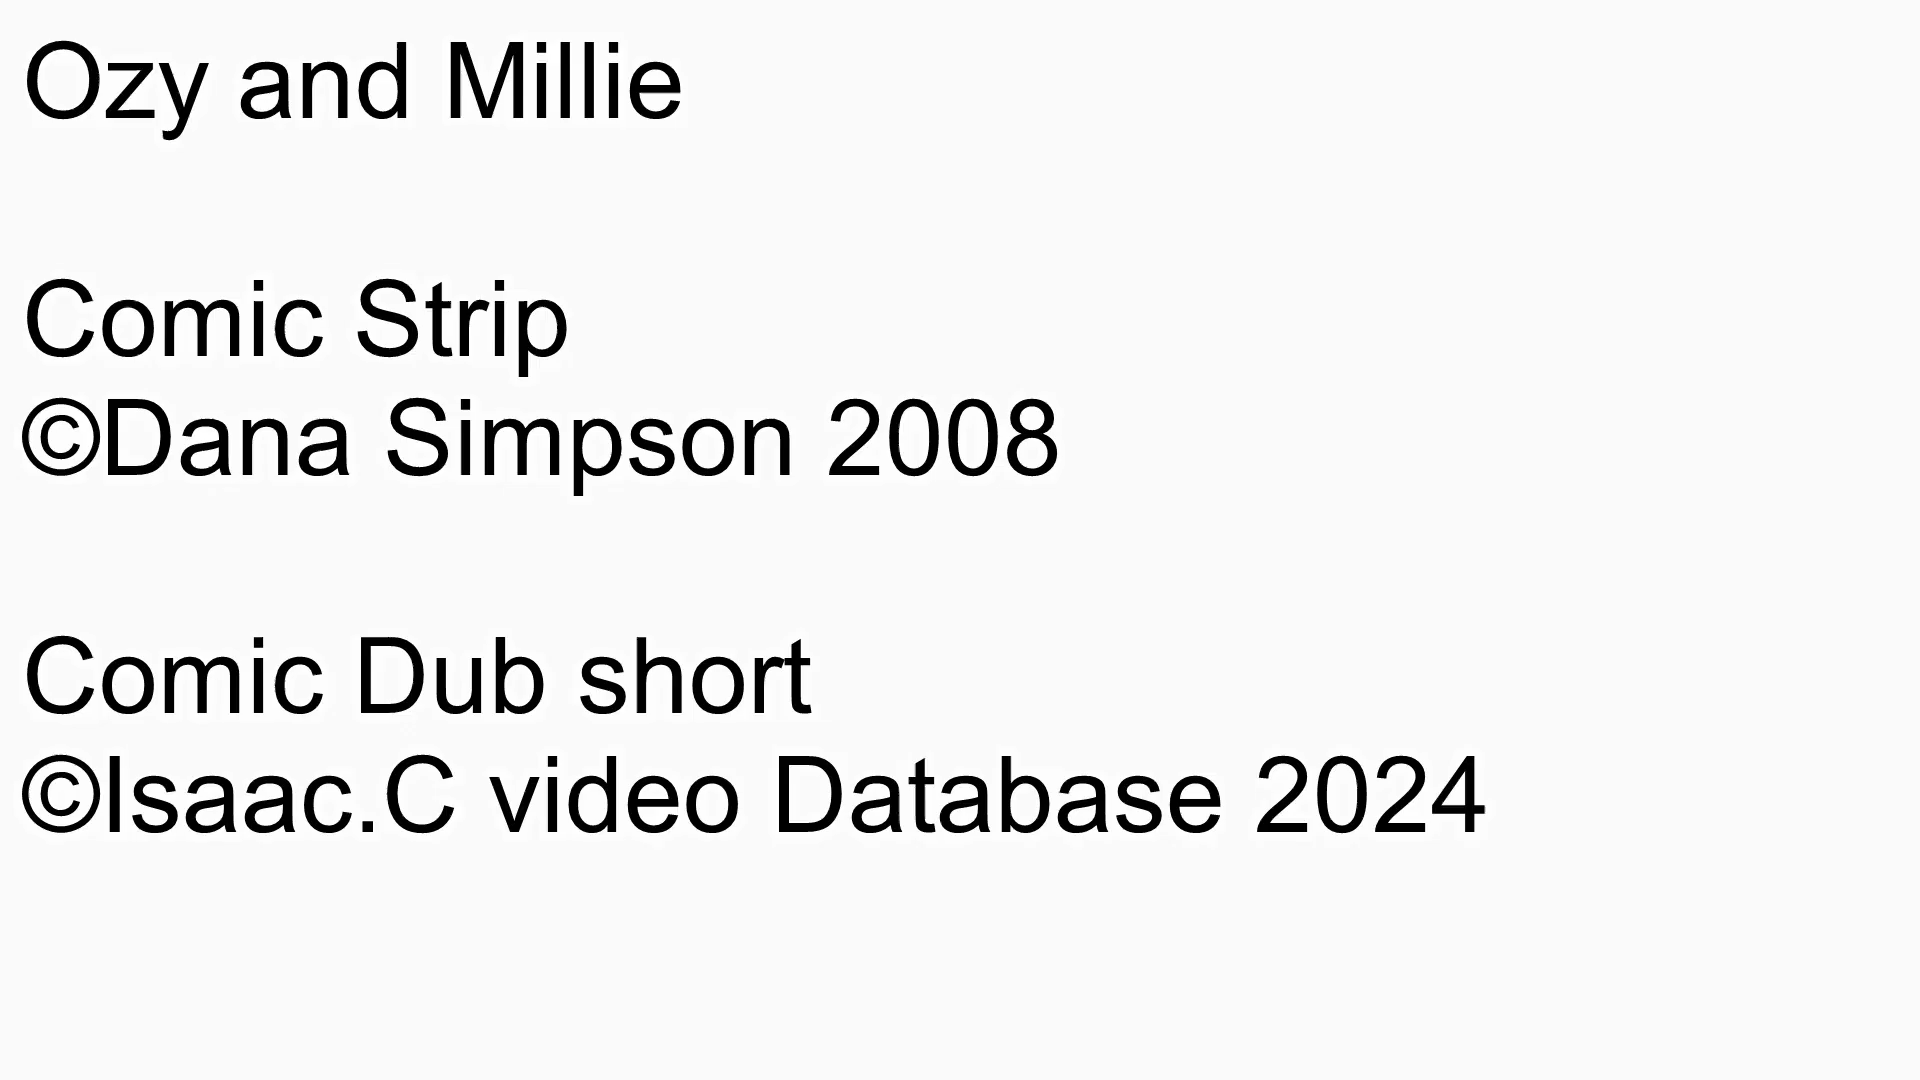 Ozy and Millie
Comic Strip
©Dana Simpson 2008
Comic Dub short
©Isaac.C video Database 2024